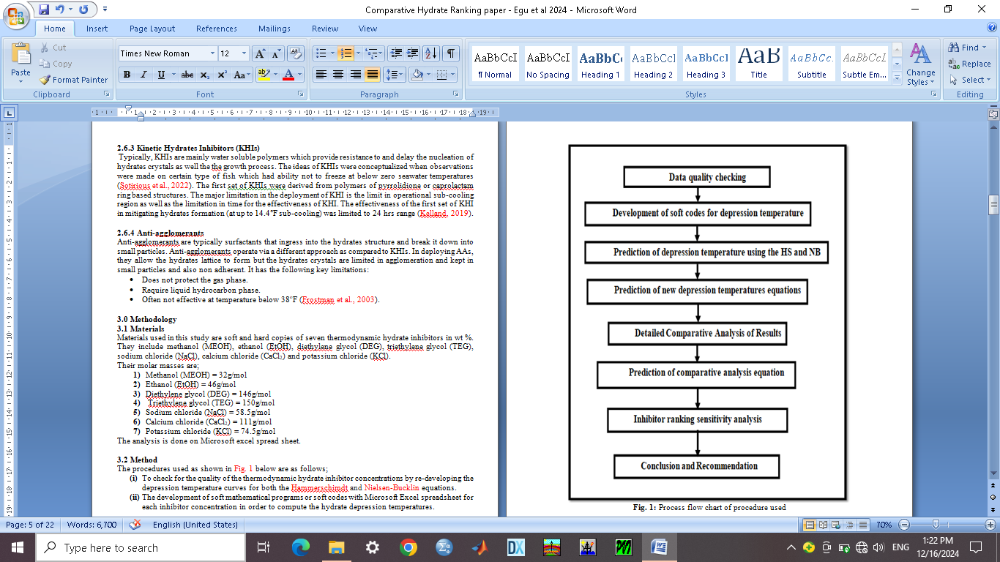 Comparative Hydrate Ranking paper - Egu et al 2024 - Microsoft Word
Home Insert Page Layout References Mailings Review View
Paste
Cut
Copy
Format Painter
Clipboard
Times New Roman 12
Font
Paragraph
AaBbCcI AaBbCcI AaBbCc AaBbCcI AaBbCcI AaB AaBbCc. AaBbCcI
¶ Normal No Spacing Heading 1 Heading 2 Heading 3 Title Subtitle Subtle Em...
Styles
Change Styles
Find
Replace
Select
Editing
2.6.3 Kinetic Hydrates Inhibitors (KHIs)
Typically, KHIs are mainly water soluble polymers which provide resistance to and delay the nucleation of
hydrates crystals as well the the growth process. The ideas of KHIs were conceptualized when observations
were made on certain type of fish which had ability not to freeze at below zero seawater temperatures
(Sotirious et al., 2022). The first set of KHIs were derived from polymers of pyrrolidione or caprolactam
ring based structures. The major limitation in the deployment of KHI is the limit in operational sub-cooling
region as well as the limitation in time for the effectiveness of KHI. The effectiveness of the first set of KHI
in mitigating hydrates formation (at up to 14.4°F sub-cooling) was limited to 24 hrs range (Kelland, 2019).
2.6.4 Anti-agglomerants
Anti-agglomerants are typically surfactants that ingress into the hydrates structure and break it down into
small particles. Anti-agglomerants operate via a different approach as compared to KHIs. In deploying AAs,
they allow the hydrates lattice to form but the hydrates crystals are limited in agglomeration and kept in
small particles and also non adherent. It has the following key limitations:
• Does not protect the gas phase.
• Require liquid hydrocarbon phase.
• Often not effective at temperature below 38°F (Frostman et al., 2003).
3.0 Methodology
3.1 Materials
Materials used in this study are soft and hard copies of seven thermodynamic hydrate inhibitors in wt %.
They include methanol (MEOH), ethanol (EtOH), diethylene glycol (DEG), triethylene glycol (TEG),
sodium chloride (NaCl), calcium chloride (CaCl₂) and potassium chloride (KCl).
Their molar masses are;
1) Methanol (MEOH) = 32g/mol
2) Ethanol (EtOH) = 46g/mol
3) Diethylene glycol (DEG) = 146g/mol
4) Triethylene glycol (TEG) = 150g/mol
5) Sodium chloride (NaCl) = 58.5g/mol
6) Calcium chloride (CaCl₂) = 111g/mol
7) Potassium chloride (KCl) = 74.5g/mol
The analysis is done on Microsoft excel spread sheet.
3.2 Method
The procedures used as shown in Fig. 1 below are as follows;
(i) To check for the quality of the thermodynamic hydrate inhibitor concentrations by re-developing the
depression temperature curves for both the Hammerschimdt and Nielsen-Bucklin equations.
(ii) The development of soft mathematical programs or soft codes with Microsoft Excel spreadsheet for
each inhibitor concentration in order to compute the hydrate depression temperatures.
Data quality checking
Development of soft codes for depression temperature
Prediction of depression temperature using the HS and NB
Prediction of new depression temperatures equations
Detailed Comparative Analysis of Results
Prediction of comparative analysis equation
Inhibitor ranking sensitivity analysis
Conclusion and Recommendation
Fig. 1: Process flow chart of procedure used
Page: 5 of 22 Words: 6,700 English (United States) 70%
Type here to search
ENG
1:22 PM
12/16/2024